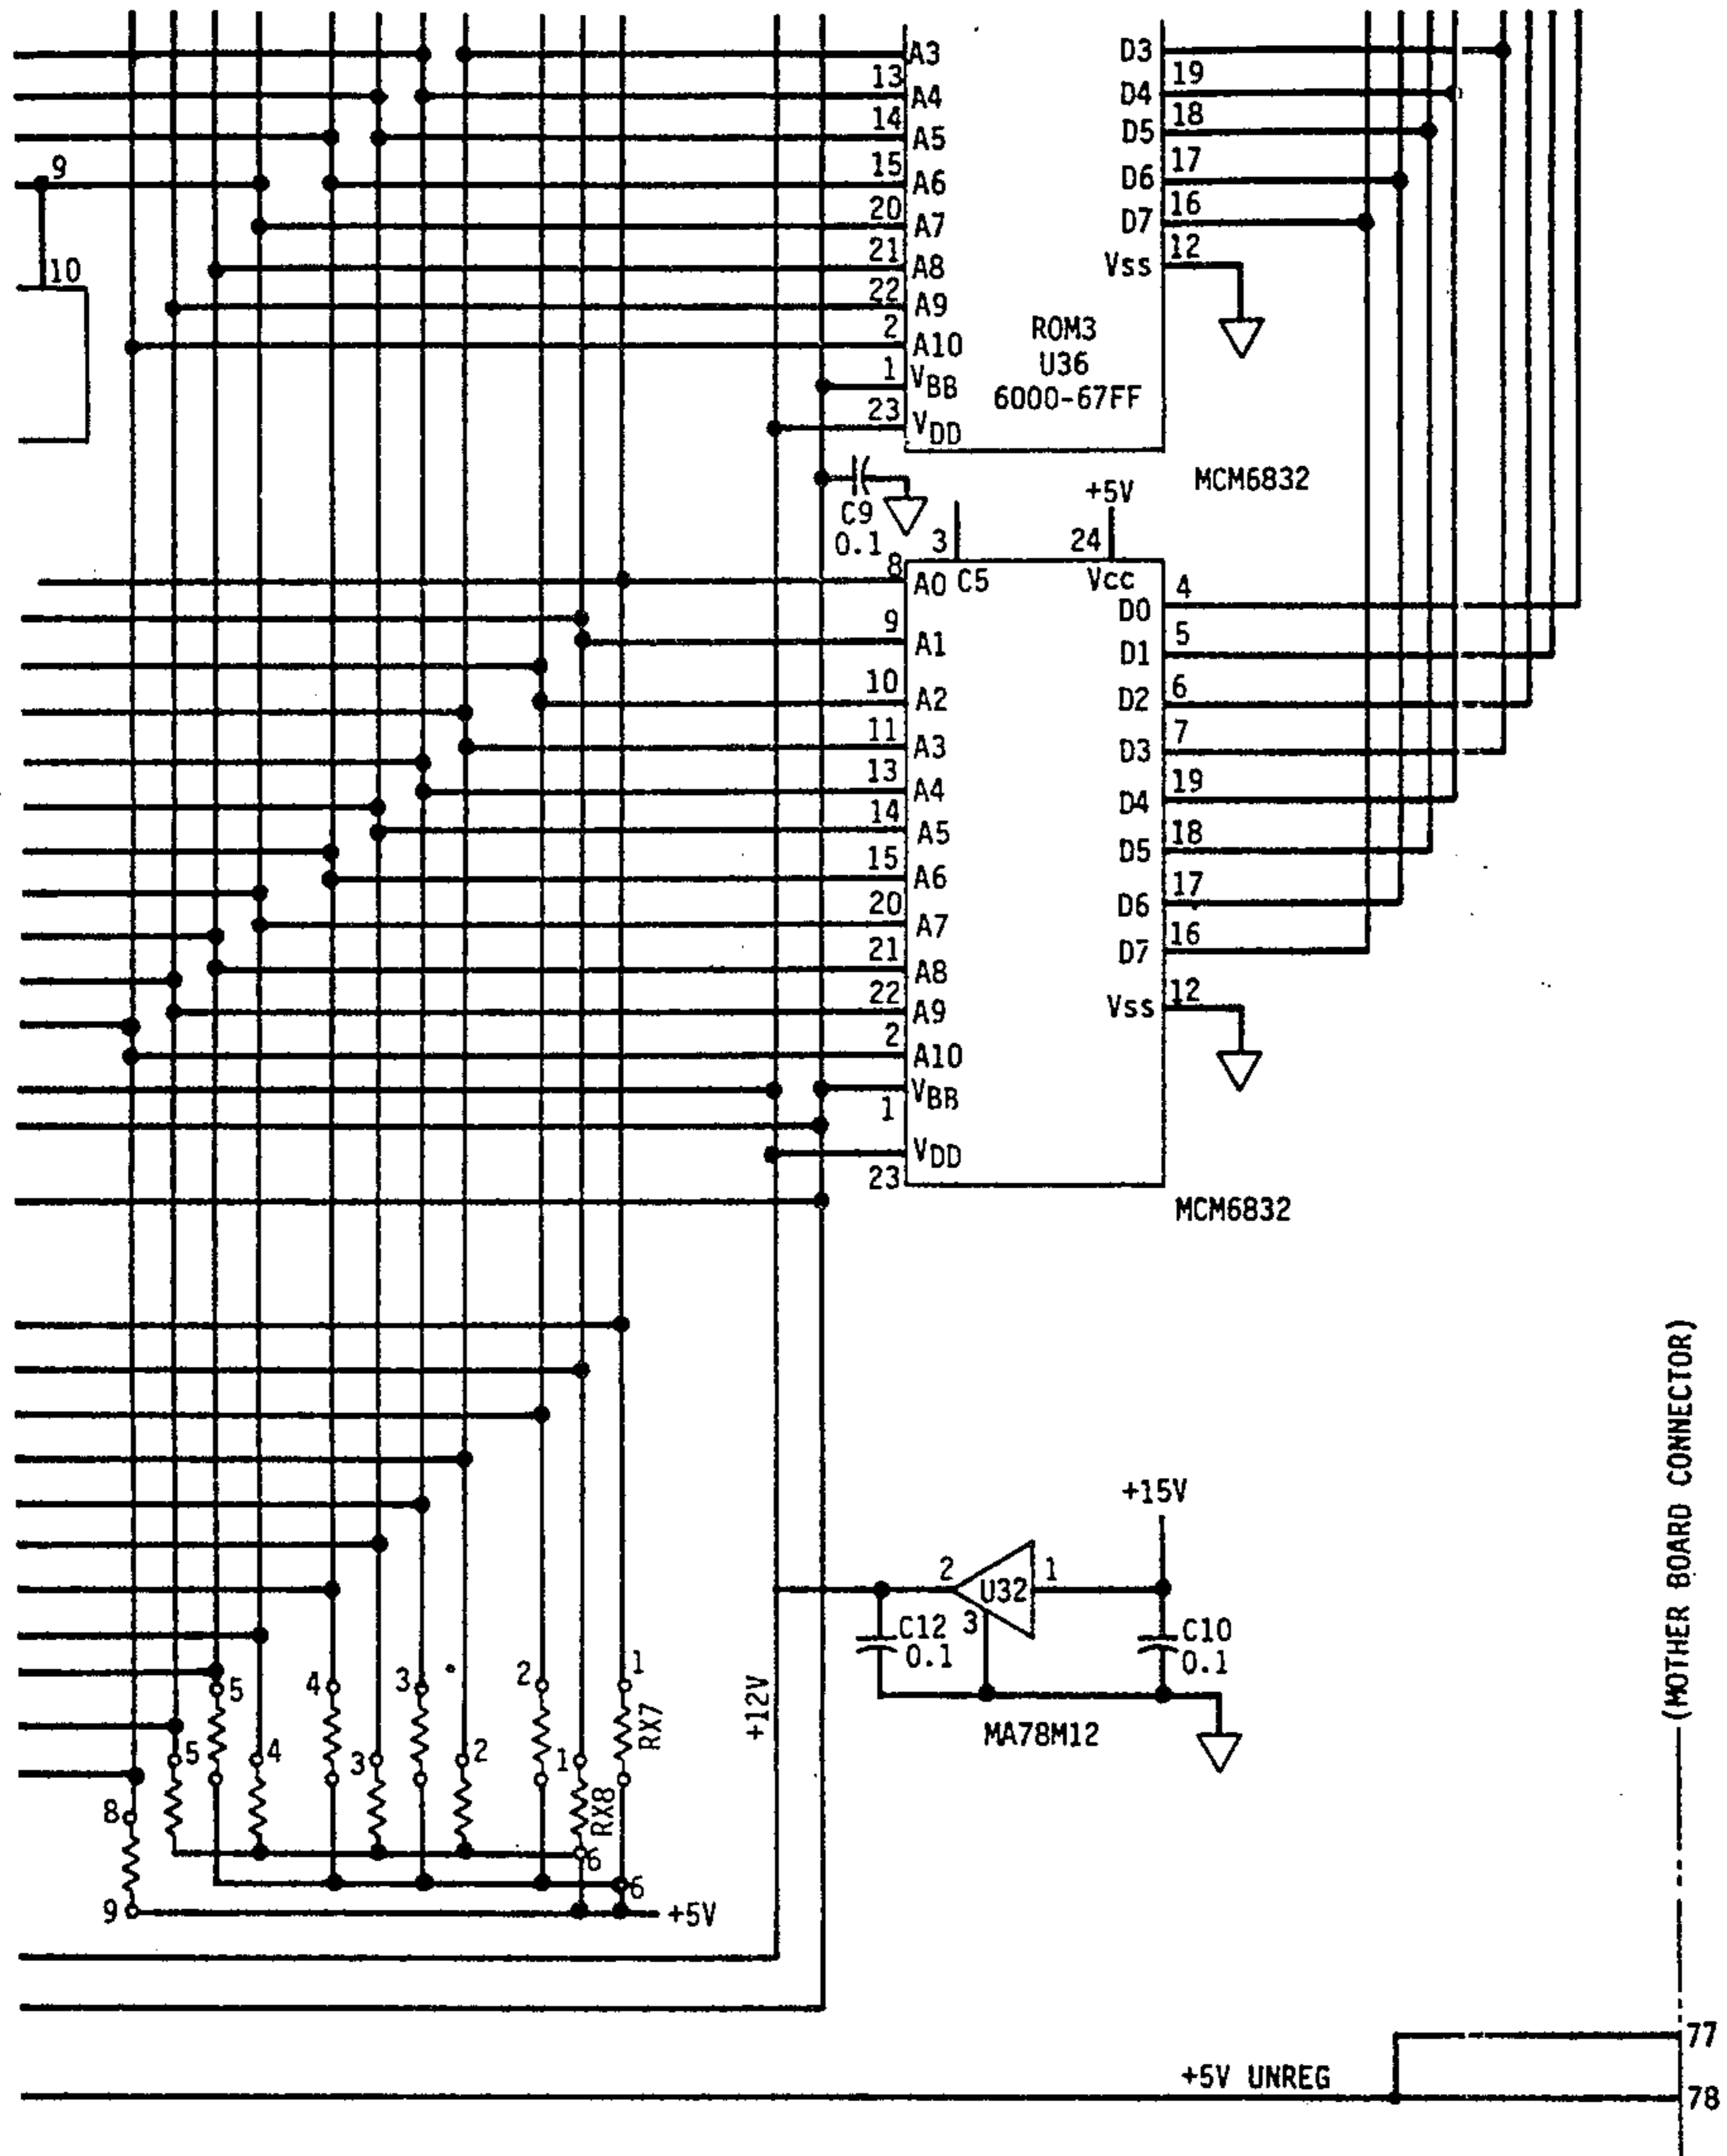 A3
D3
13
A4
19
D4
14
A5
18
D5
9
15
A6
17
D6
20
A7
16
D7
10
21
A8
12
Vss
22
A9
2
A10
ROM3
U36
6000-67FF
1
VBB
23
VDD
MCM6832
C9
0.1
+5V
3
24
8
A0
C5
Vcc
4
D0
9
A1
5
D1
10
A2
6
D2
11
A3
7
D3
13
A4
19
D4
14
A5
18
D5
15
A6
17
D6
20
A7
16
D7
21
A8
22
A9
12
Vss
2
A10
VBB
1
VDD
23
MCM6832
(MOTHER BOARD CONNECTOR)
+15V
2
U32
1
3
C12
0.1
C10
0.1
MA78M12
+12V
5
4
3
2
1
RX7
5
4
3
2
1
RX8
8
6
6
9
+5V
77
+5V UNREG
78